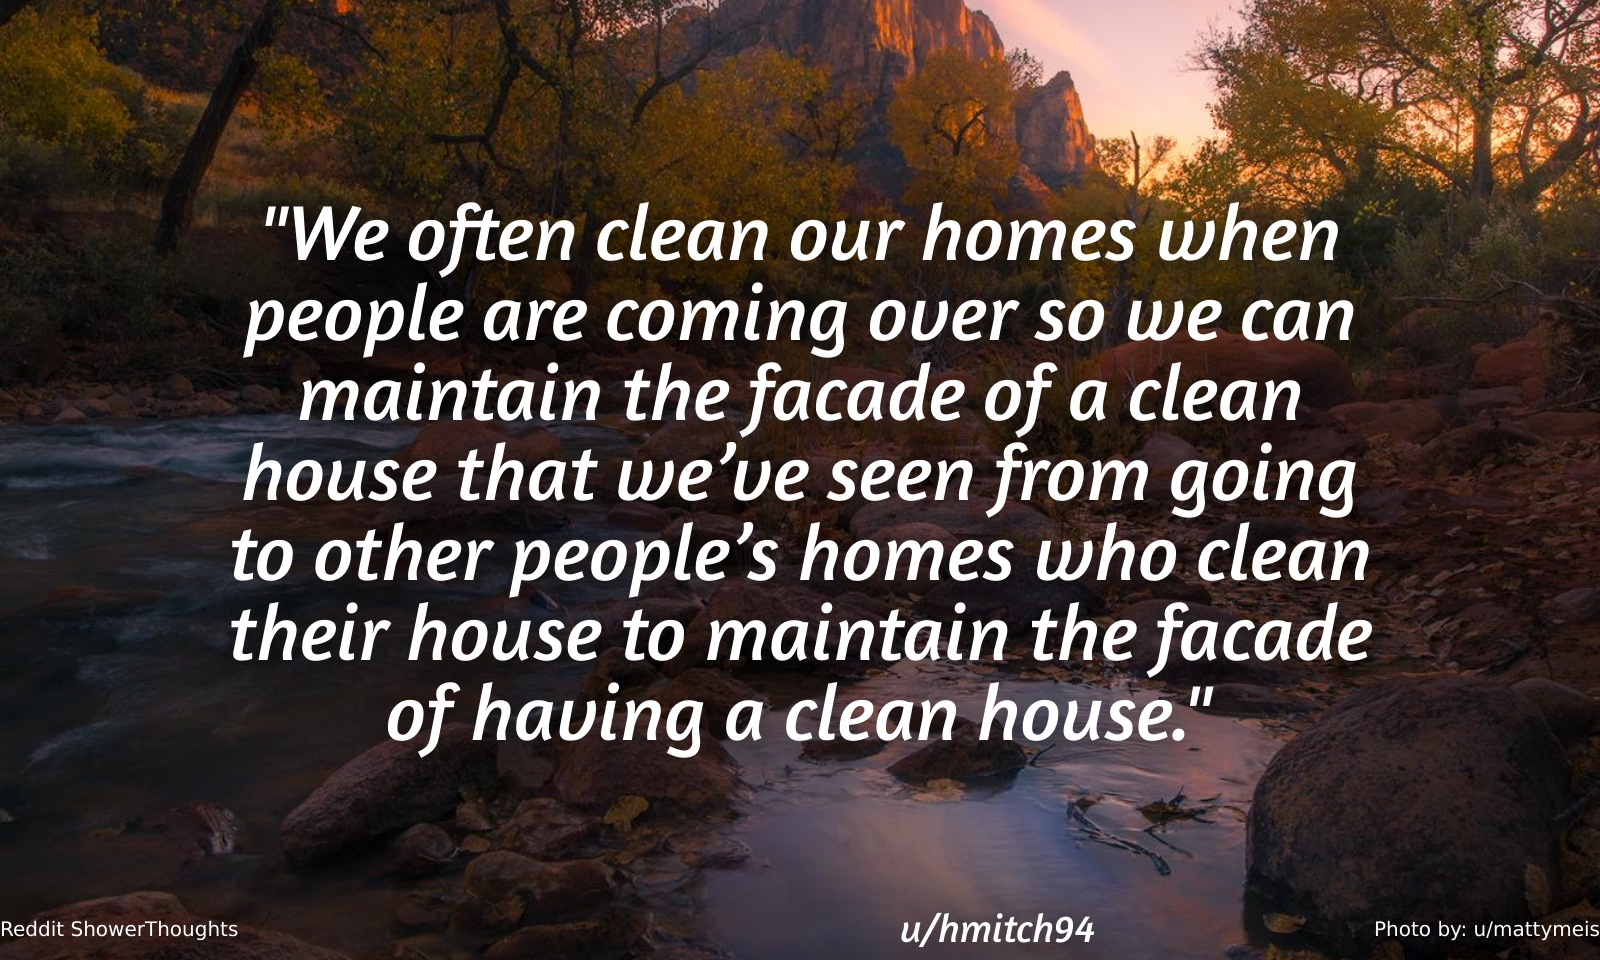 "We often clean our homes when
people are coming over so we can
maintain the facade of a clean
house that we’ve seen from going
to other people’s homes who clean
their house to maintain the facade
of having a clean house."
Reddit ShowerThoughts
u/hmitch94
Photo by: u/mattymeis